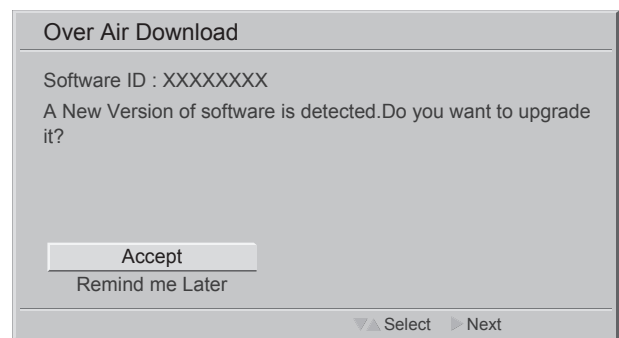 Over Air Download
Software ID : XXXXXXXX
A New Version of software is detected.Do you want to upgrade
it?
Accept
Remind me Later
Select Next